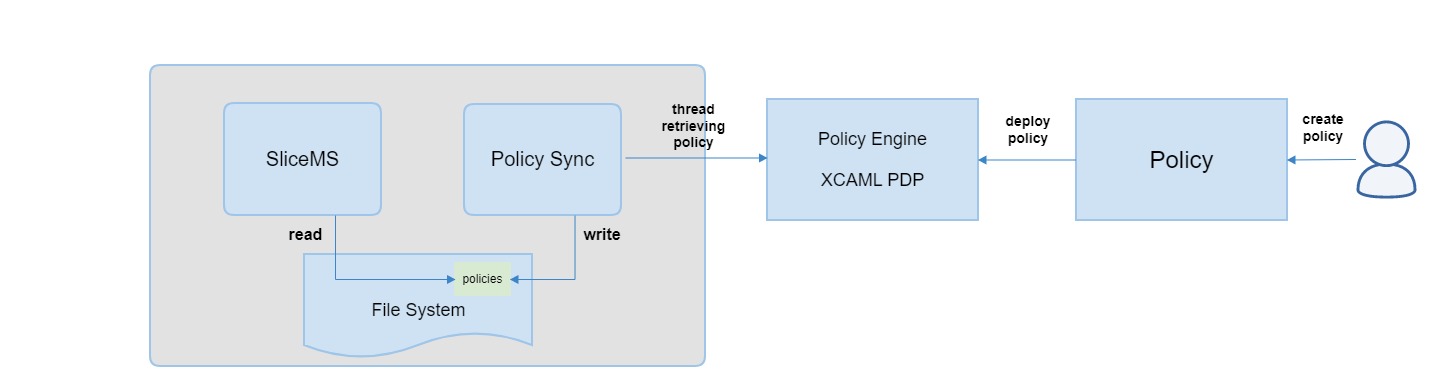 SliceMS
Policy Sync
thread
retrieving
policy
Policy Engine
XCAML PDP
deploy
policy
Policy
create
policy
read
write
policies
File System